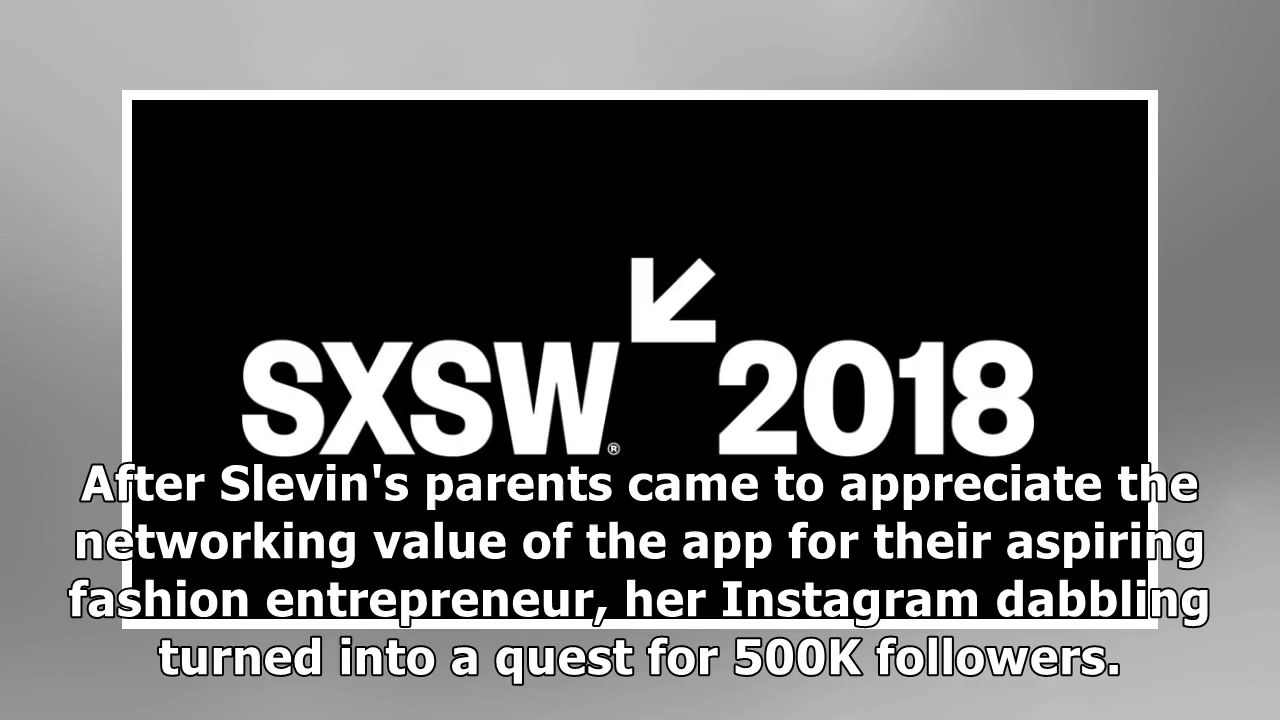 SXSW® 2018
After Slevin's parents came to appreciate the
networking value of the app for their aspiring
fashion entrepreneur, her Instagram dabbling
turned into a quest for 500K followers.